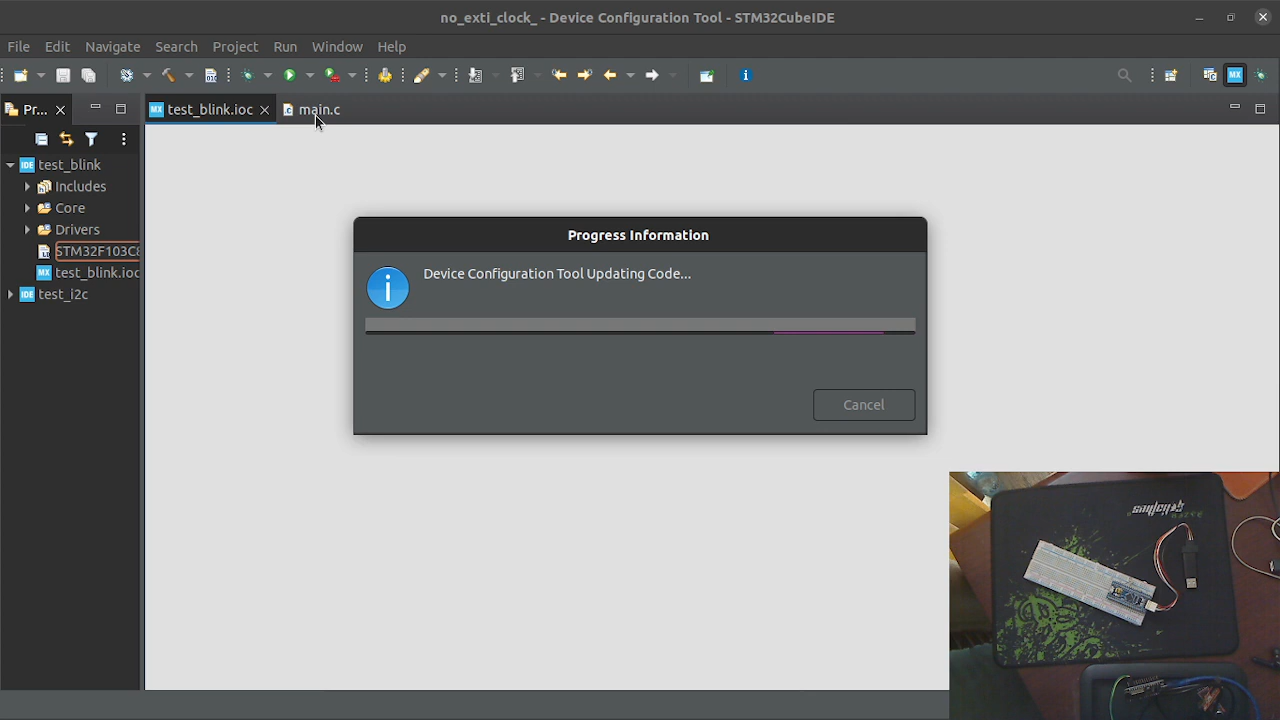 no_exti_clock_ - Device Configuration Tool - STM32CubeIDE
File Edit Navigate Search Project Run Window Help
Pr...
test_blink.ioc
main.c
test_blink
Includes
Core
Drivers
STM32F103C8
test_blink.ioc
test_i2c
Progress Information
Device Configuration Tool Updating Code...
Cancel